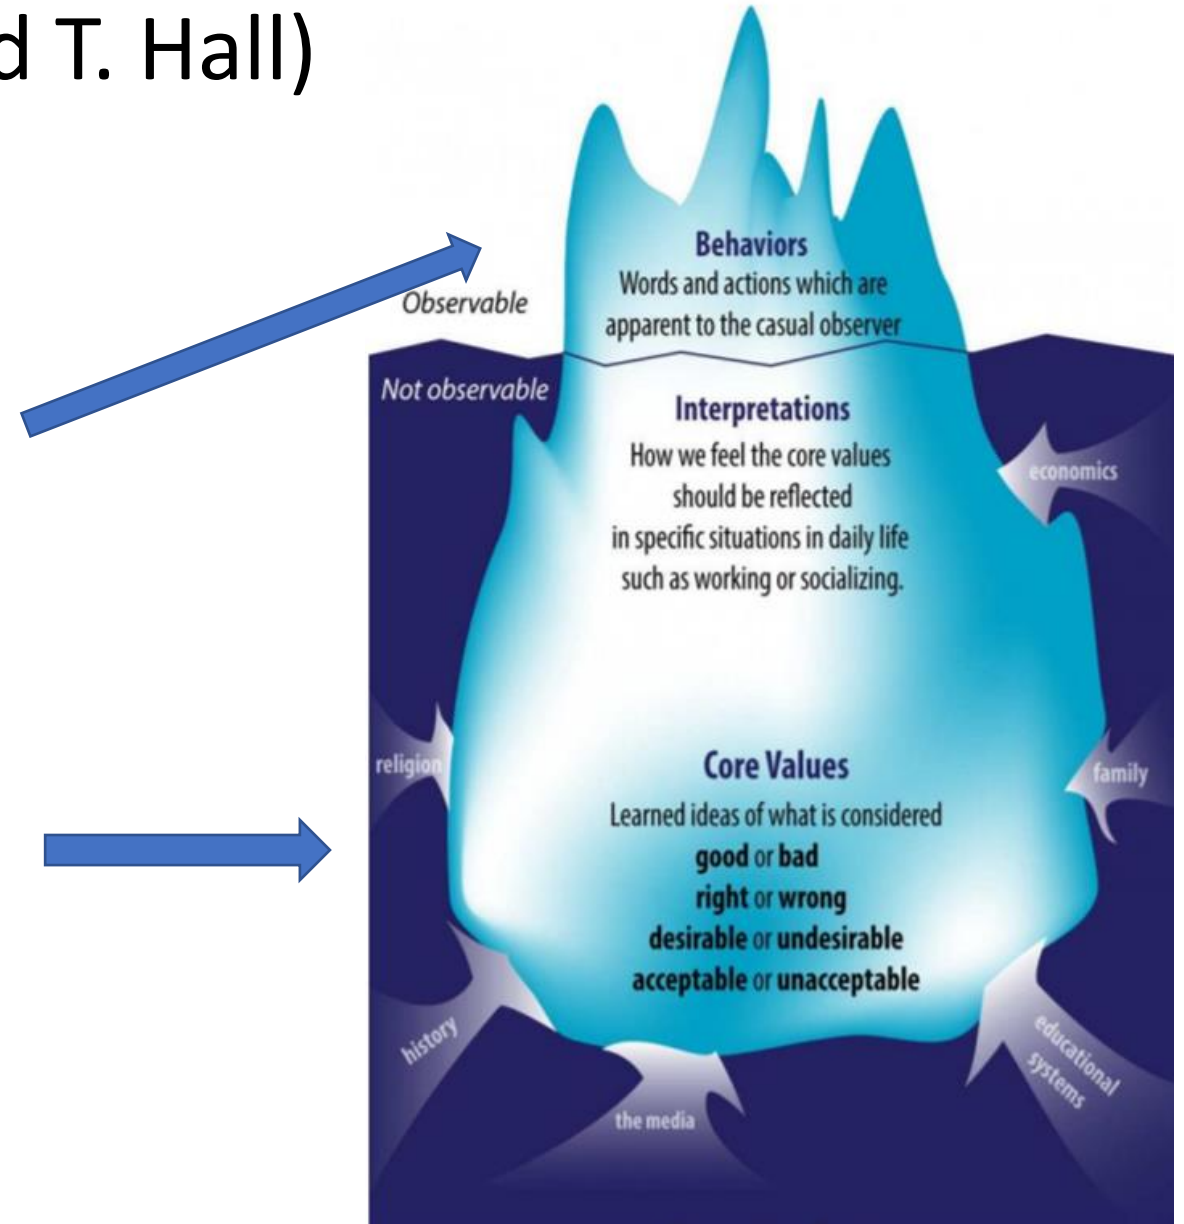 d T. Hall)
Behaviors
Words and actions which are
apparent to the casual observer
Observable
Not observable
Interpretations
How we feel the core values
should be reflected
in specific situations in daily life
such as working or socializing.
economics
religion
family
Core Values
Learned ideas of what is considered
good or bad
right or wrong
desirable or undesirable
acceptable or unacceptable
history
educational
systems
the media